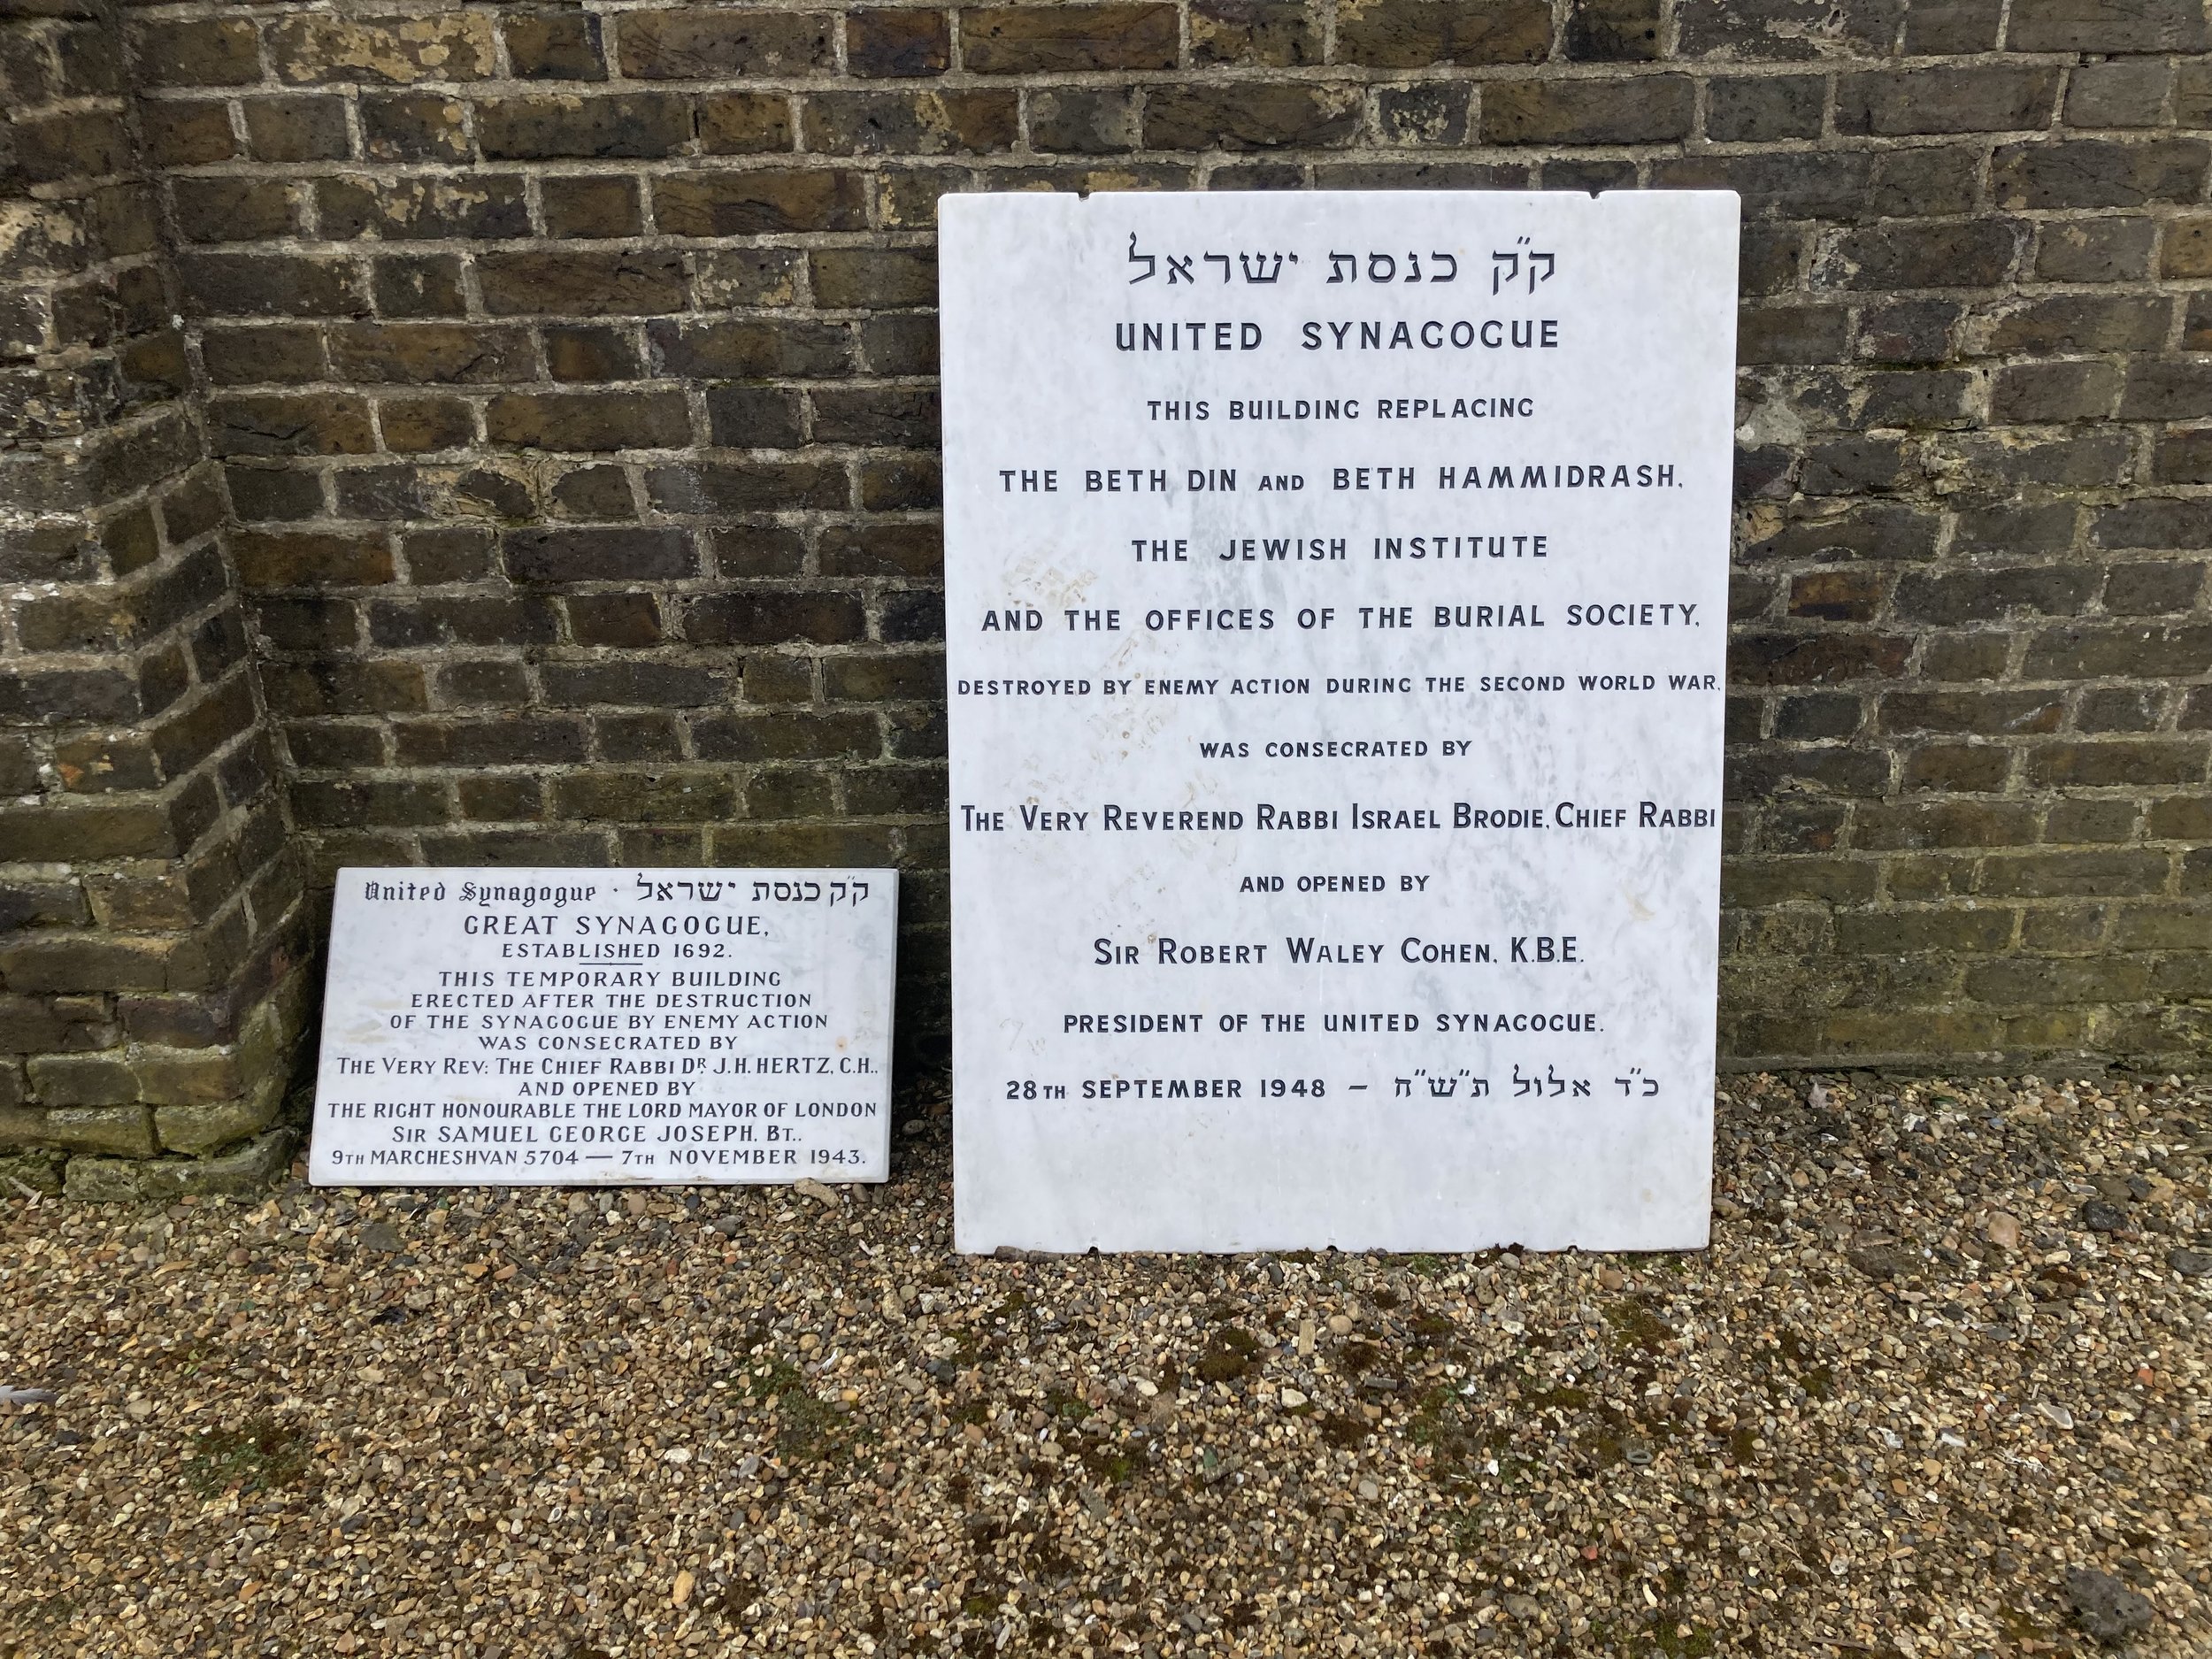 United Synagogue · ק״ק כנסת ישראל
GREAT SYNAGOGUE,
ESTABLISHED 1692.
THIS TEMPORARY BUILDING
ERECTED AFTER THE DESTRUCTION
OF THE SYNAGOGUE BY ENEMY ACTION
WAS CONSECRATED BY
THE VERY REV: THE CHIEF RABBI DR. J.H. HERTZ, C.H.,
AND OPENED BY
THE RIGHT HONOURABLE THE LORD MAYOR OF LONDON
SIR SAMUEL GEORGE JOSEPH, BT.,
9TH MARCHESHVAN 5704 — 7TH NOVEMBER 1943.
ק״ק כנסת ישראל
UNITED SYNAGOGUE
THIS BUILDING REPLACING
THE BETH DIN AND BETH HAMMIDRASH,
THE JEWISH INSTITUTE
AND THE OFFICES OF THE BURIAL SOCIETY,
DESTROYED BY ENEMY ACTION DURING THE SECOND WORLD WAR,
WAS CONSECRATED BY
THE VERY REVEREND RABBI ISRAEL BRODIE, CHIEF RABBI
AND OPENED BY
SIR ROBERT WALEY COHEN, K.B.E.
PRESIDENT OF THE UNITED SYNAGOGUE.
28TH SEPTEMBER 1948 – כ״ד אלול ת״ש״ח